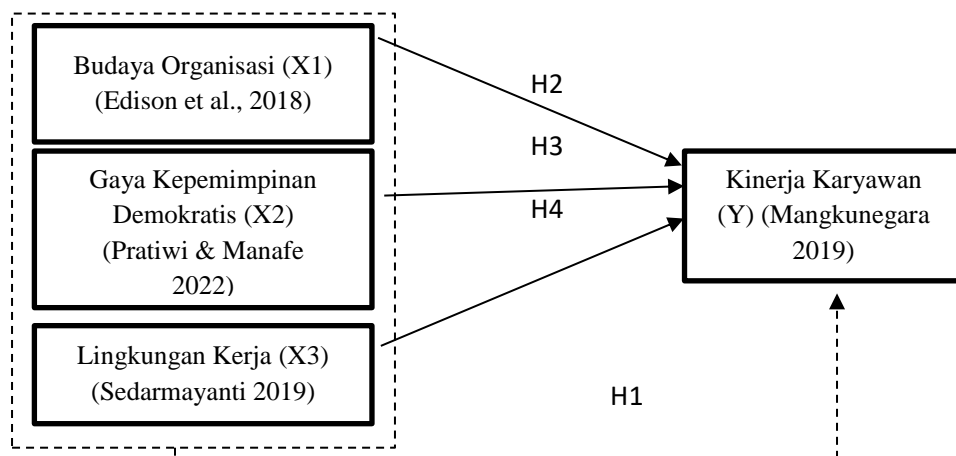 Budaya Organisasi (X1)
(Edison et al., 2018)
H2
H3
Gaya Kepemimpinan
Demokratis (X2)
(Pratiwi & Manafe
2022)
H4
Kinerja Karyawan
(Y) (Mangkunegara
2019)
Lingkungan Kerja (X3)
(Sedarmayanti 2019)
H1